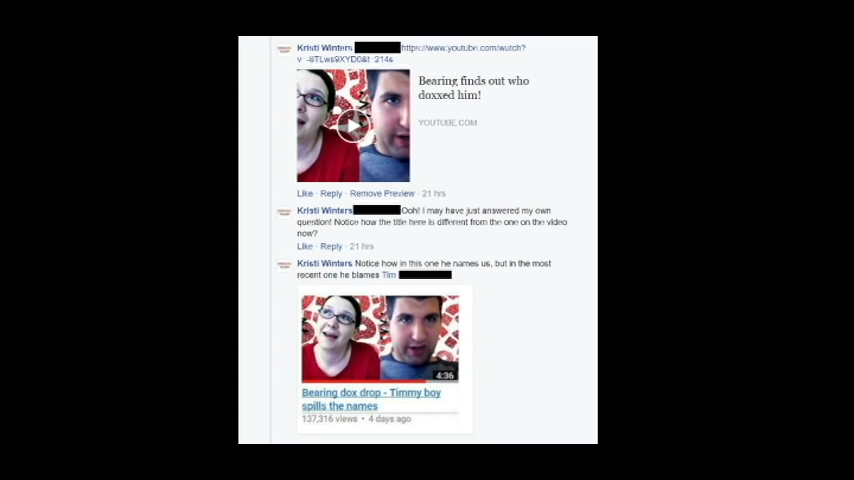 Kristi Winters https://www.youtube.com/watch?
v=-8TLws9XYD0&t=214s
Bearing finds out who
doxxed him!
YOUTUBE.COM
Like · Reply · Remove Preview · 21 hrs
Kristi Winters Ooh! I may have just answered my own
question! Notice how the title here is different from the one on the video
now?
Like · Reply · 21 hrs
Kristi Winters Notice how in this one he names us, but in the most
recent one he blames Tim
4:36
Bearing dox drop - Timmy boy
spills the names
137,316 views • 4 days ago